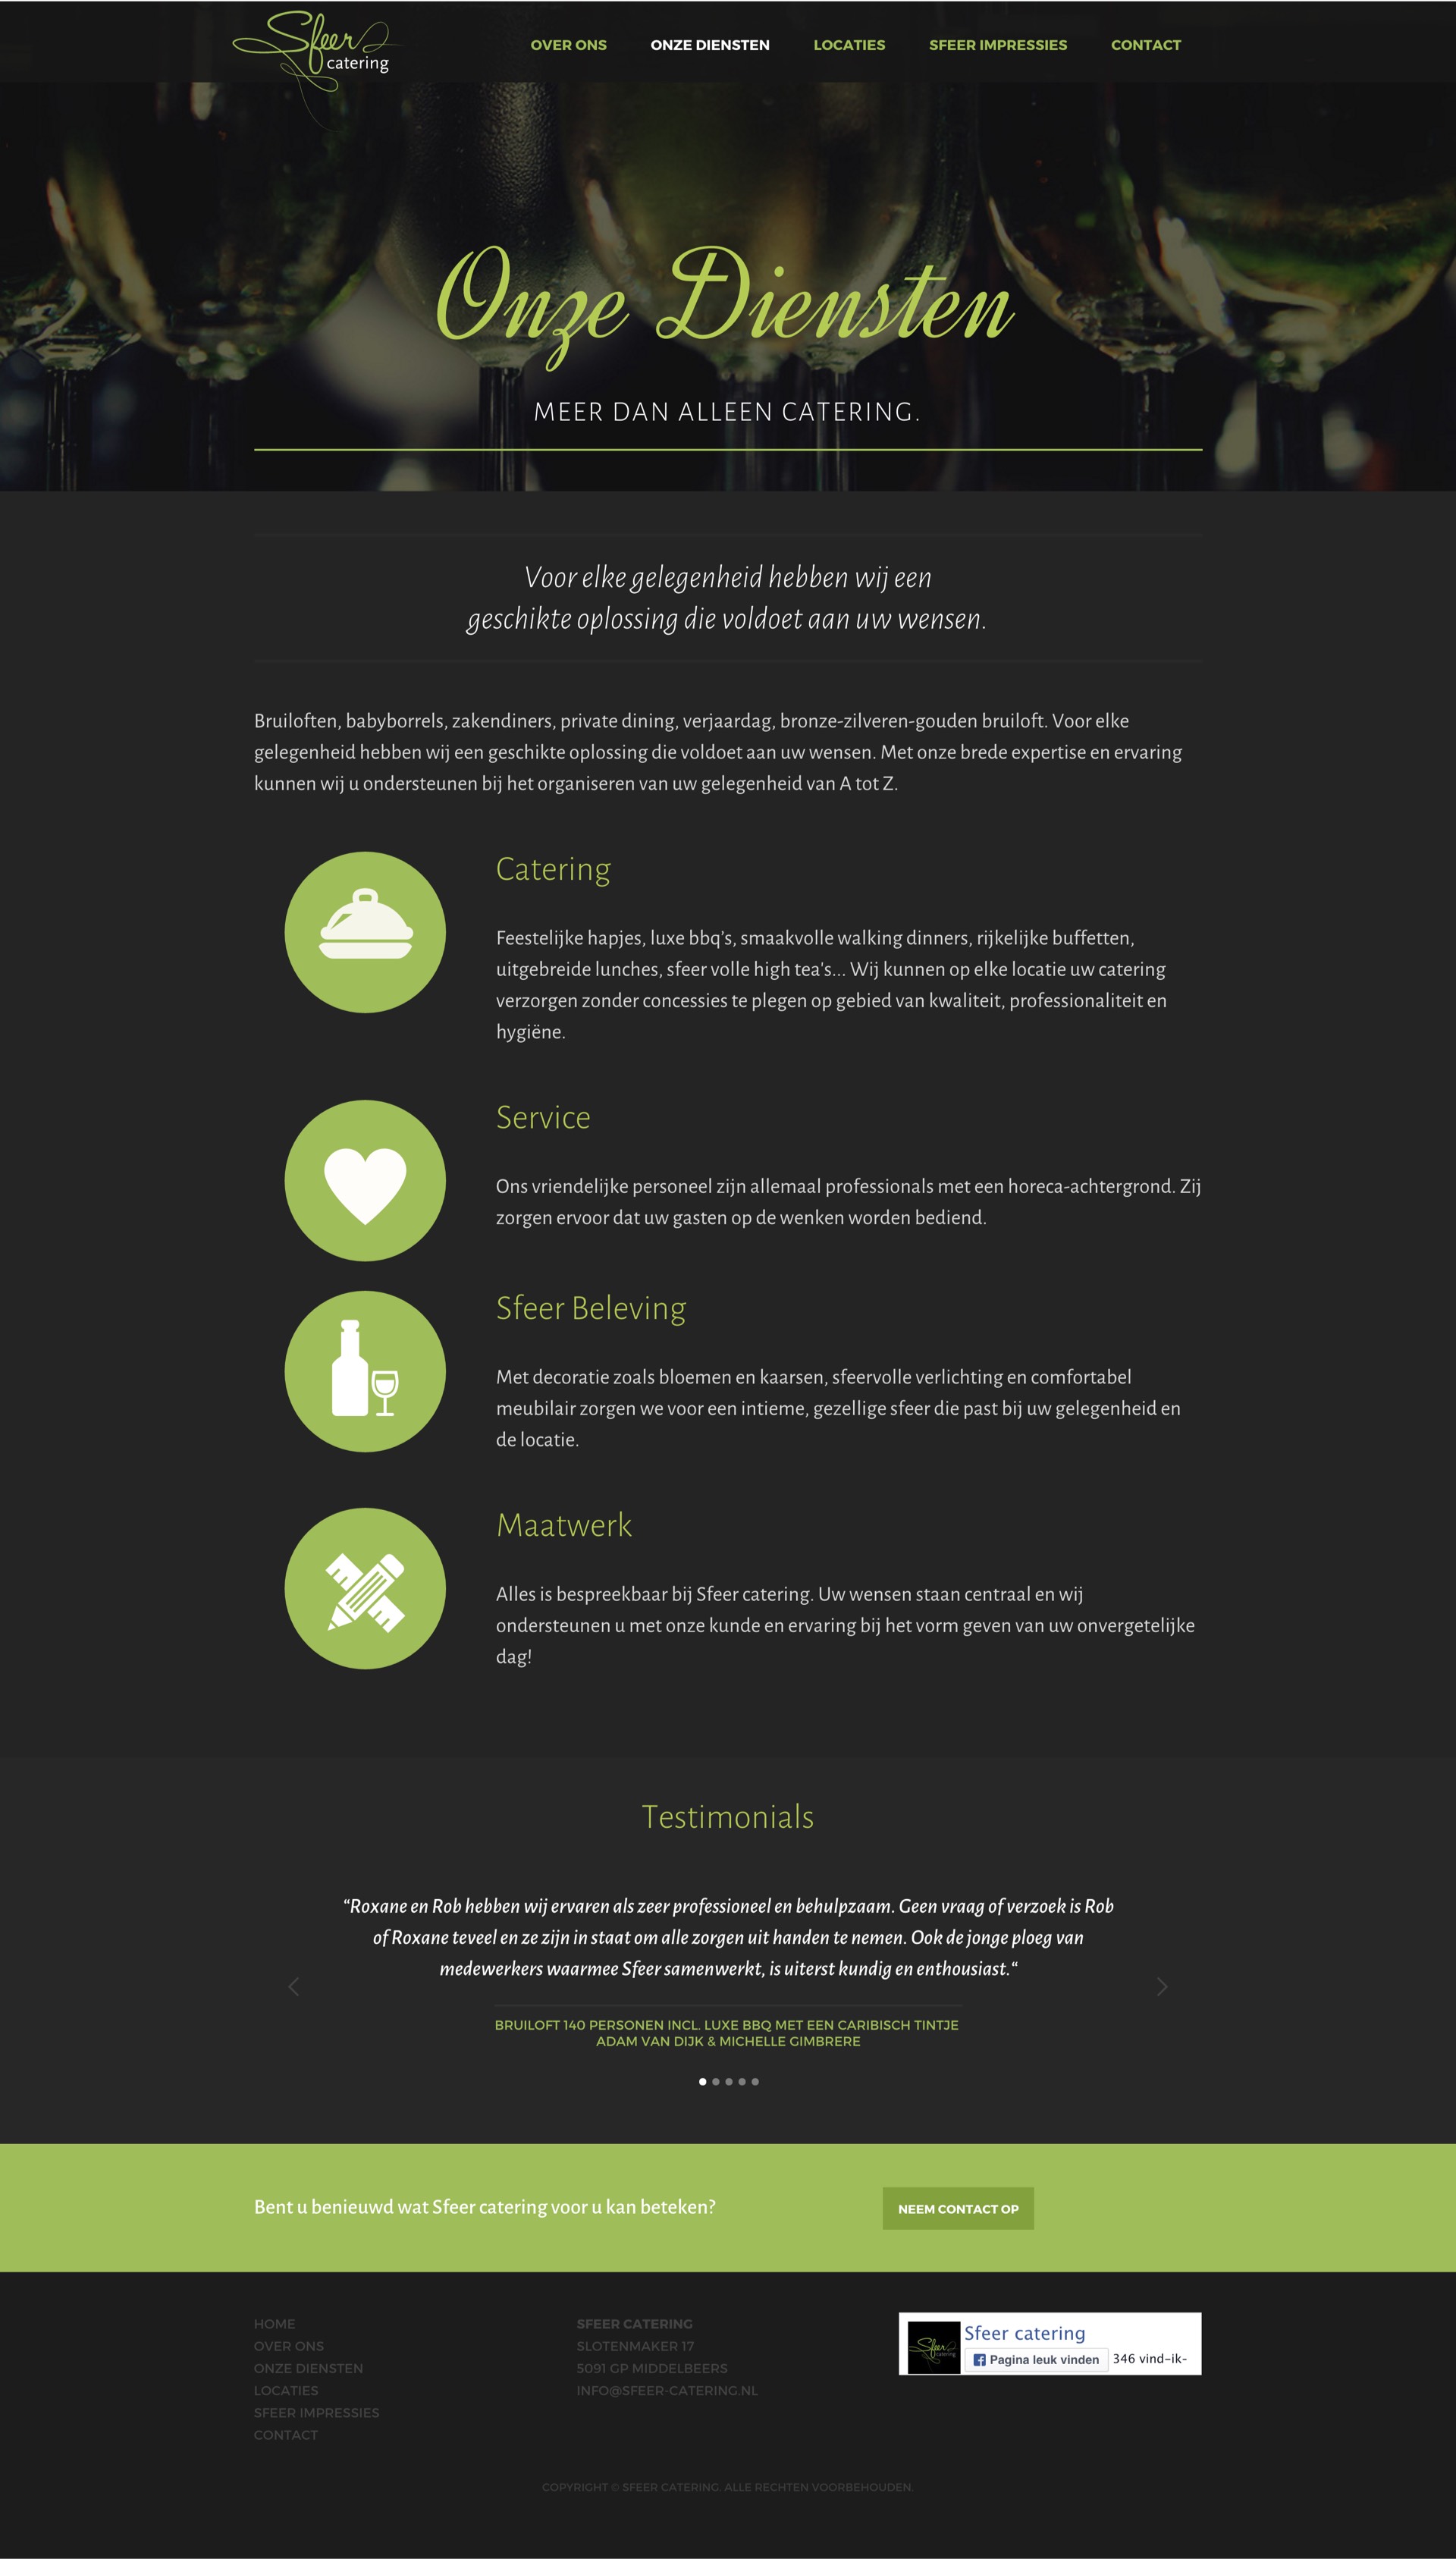 Sfeer
catering
OVER ONS
ONZE DIENSTEN
LOCATIES
SFEER IMPRESSIES
CONTACT
Onze Diensten
MEER DAN ALLEEN CATERING.
Voor elke gelegenheid hebben wij een
geschikte oplossing die voldoet aan uw wensen.
Bruiloften, babyborrels, zakendiners, private dining, verjaardag, bronze-zilveren-gouden bruiloft. Voor elke
gelegenheid hebben wij een geschikte oplossing die voldoet aan uw wensen. Met onze brede expertise en ervaring
kunnen wij u ondersteunen bij het organiseren van uw gelegenheid van A tot Z.
Catering
Feestelijke hapjes, luxe bbq’s, smaakvolle walking dinners, rijkelijke buffetten,
uitgebreide lunches, sfeer volle high tea's... Wij kunnen op elke locatie uw catering
verzorgen zonder concessies te plegen op gebied van kwaliteit, professionaliteit en
hygiëne.
Service
Ons vriendelijke personeel zijn allemaal professionals met een horeca-achtergrond. Zij
zorgen ervoor dat uw gasten op de wenken worden bediend.
Sfeer Beleving
Met decoratie zoals bloemen en kaarsen, sfeervolle verlichting en comfortabel
meubilair zorgen we voor een intieme, gezellige sfeer die past bij uw gelegenheid en
de locatie.
Maatwerk
Alles is bespreekbaar bij Sfeer catering. Uw wensen staan centraal en wij
ondersteunen u met onze kunde en ervaring bij het vorm geven van uw onvergetelijke
dag!
Testimonials
“Roxane en Rob hebben wij ervaren als zeer professioneel en behulpzaam. Geen vraag of verzoek is Rob
of Roxane teveel en ze zijn in staat om alle zorgen uit handen te nemen. Ook de jonge ploeg van
medewerkers waarmee Sfeer samenwerkt, is uiterst kundig en enthousiast.“
BRUILOFT 140 PERSONEN INCL. LUXE BBQ MET EEN CARIBISCH TINTJE
ADAM VAN DIJK & MICHELLE GIMBRERE
Bent u benieuwd wat Sfeer catering voor u kan beteken?
NEEM CONTACT OP
HOME
OVER ONS
ONZE DIENSTEN
LOCATIES
SFEER IMPRESSIES
CONTACT
SFEER CATERING
SLOTENMAKER 17
5091 GP MIDDELBEERS
INFO@SFEER-CATERING.NL
Sfeer
catering
Sfeer catering
Pagina leuk vinden
346 vind-ik-
COPYRIGHT © SFEER CATERING. ALLE RECHTEN VOORBEHOUDEN.